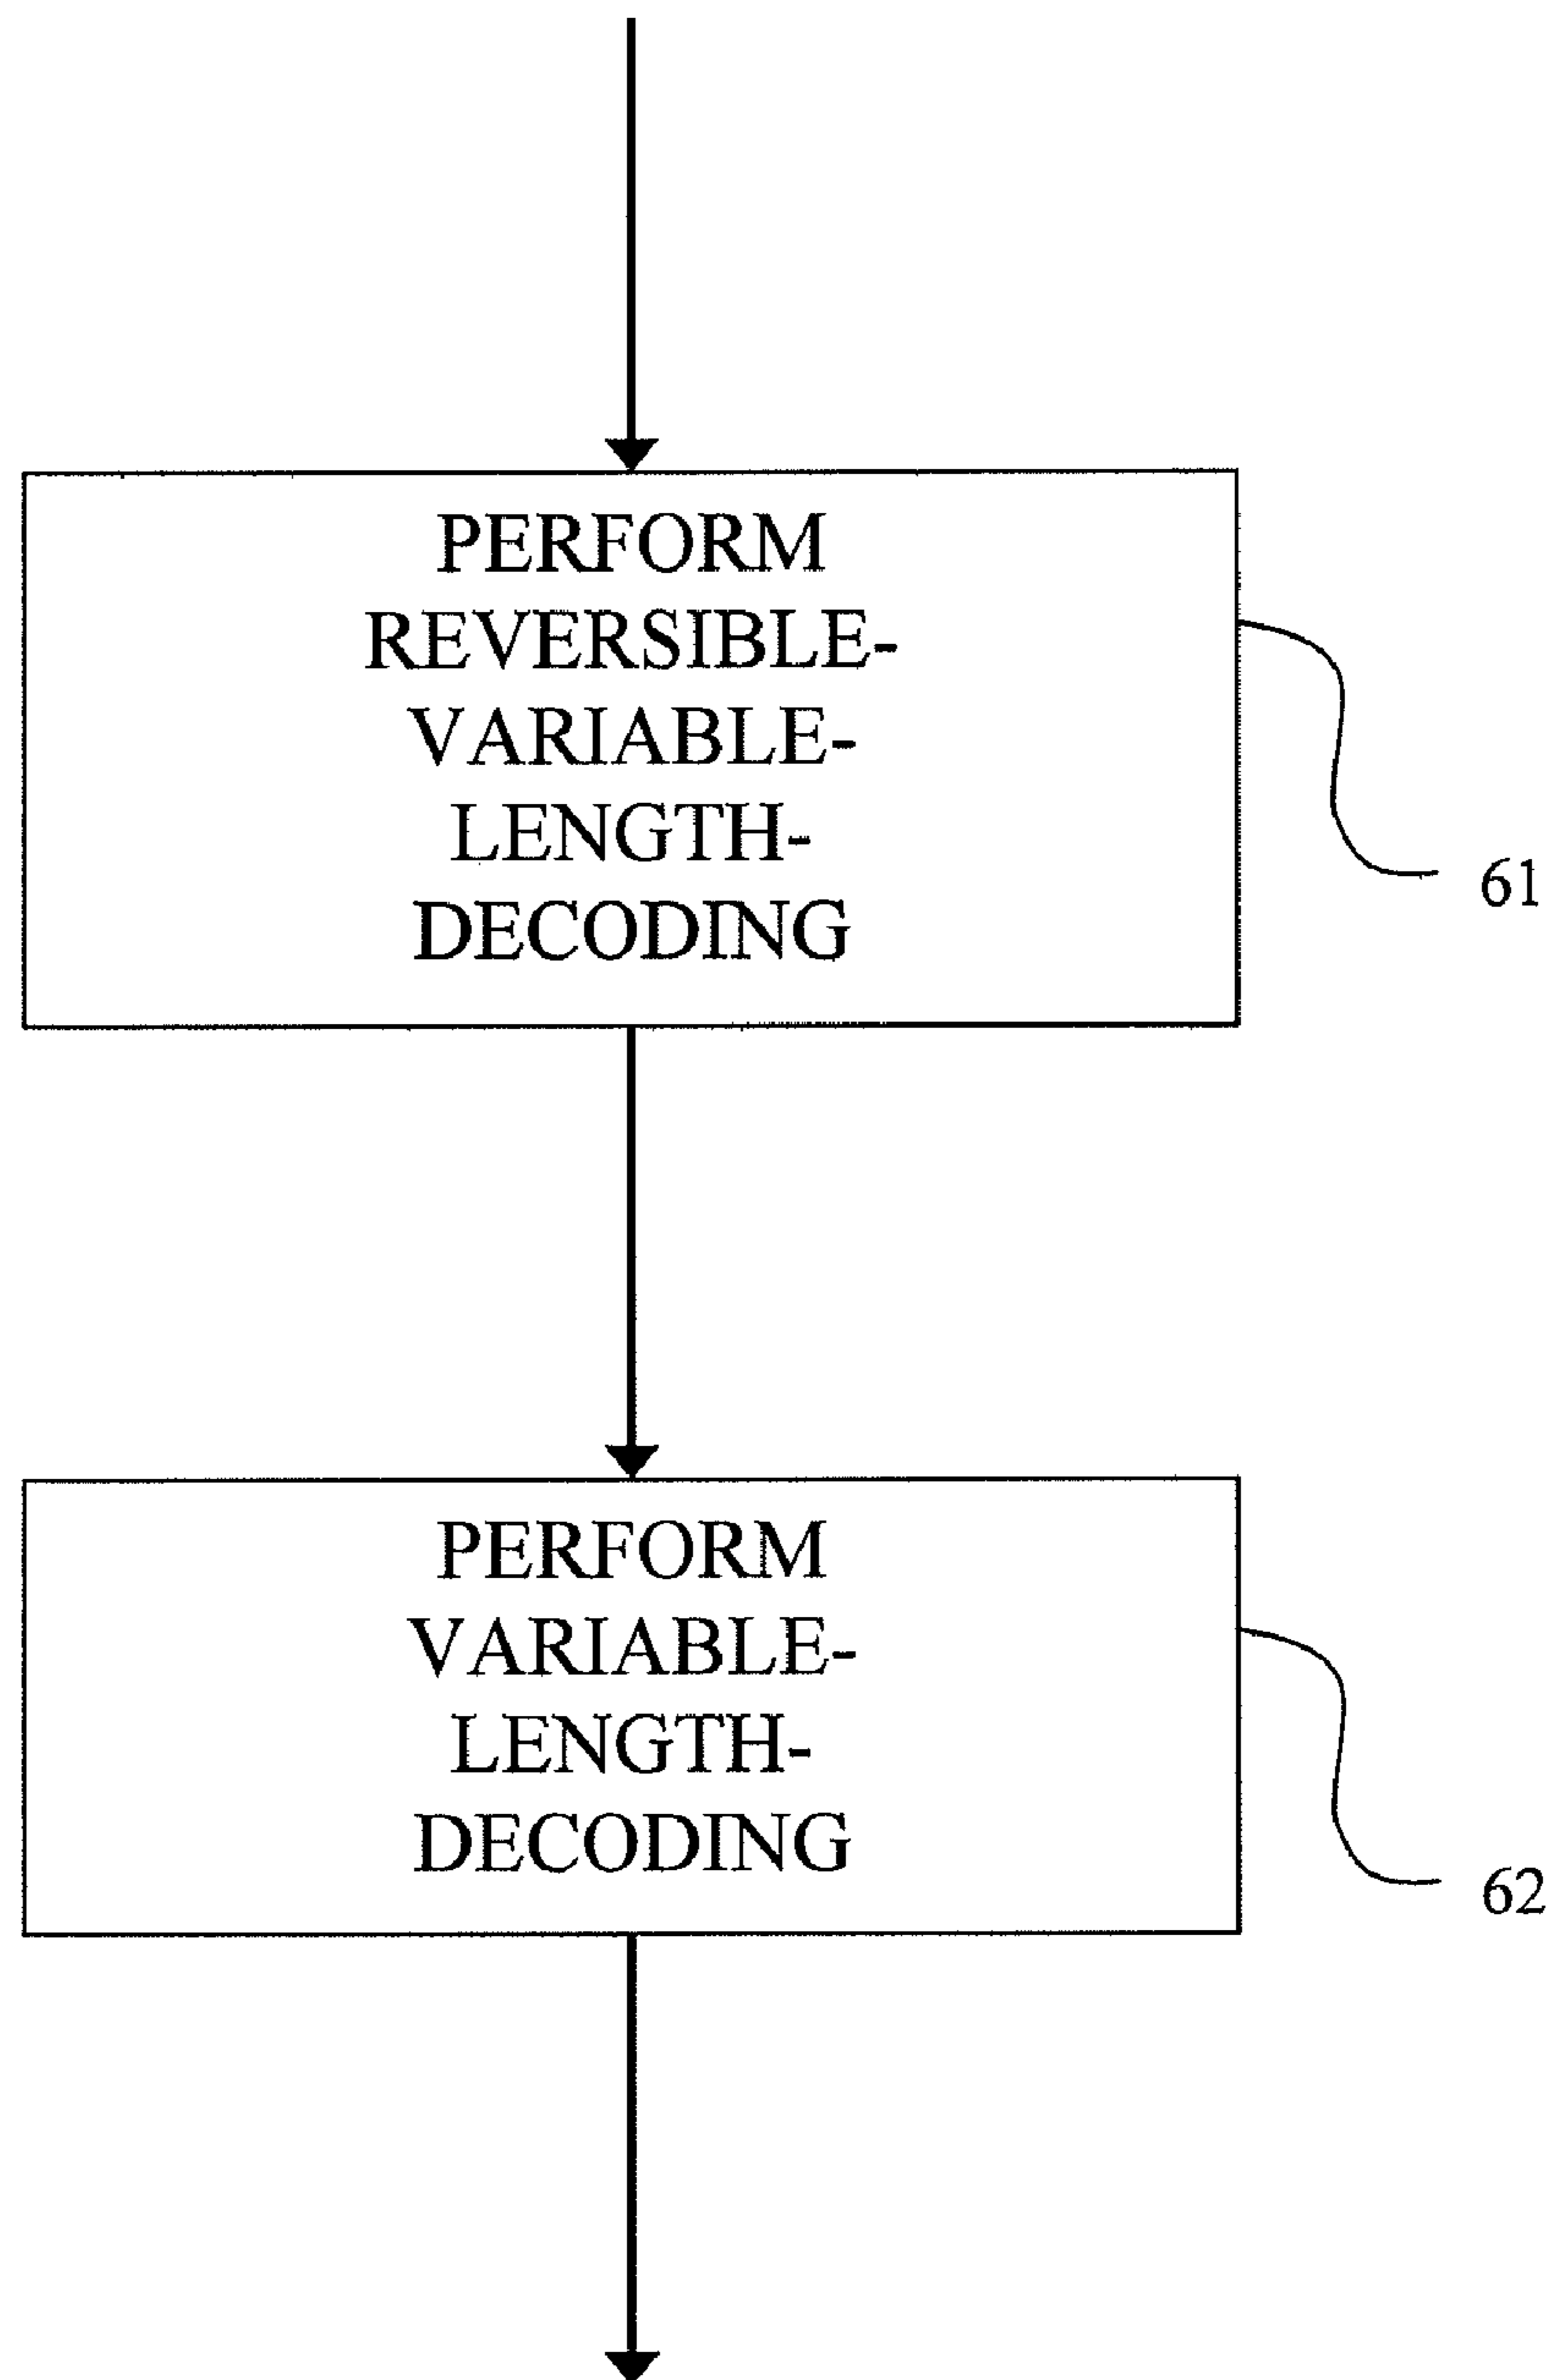 PERFORM
REVERSIBLE-
VARIABLE-
LENGTH-
DECODING
61
PERFORM
VARIABLE-
LENGTH-
DECODING
62